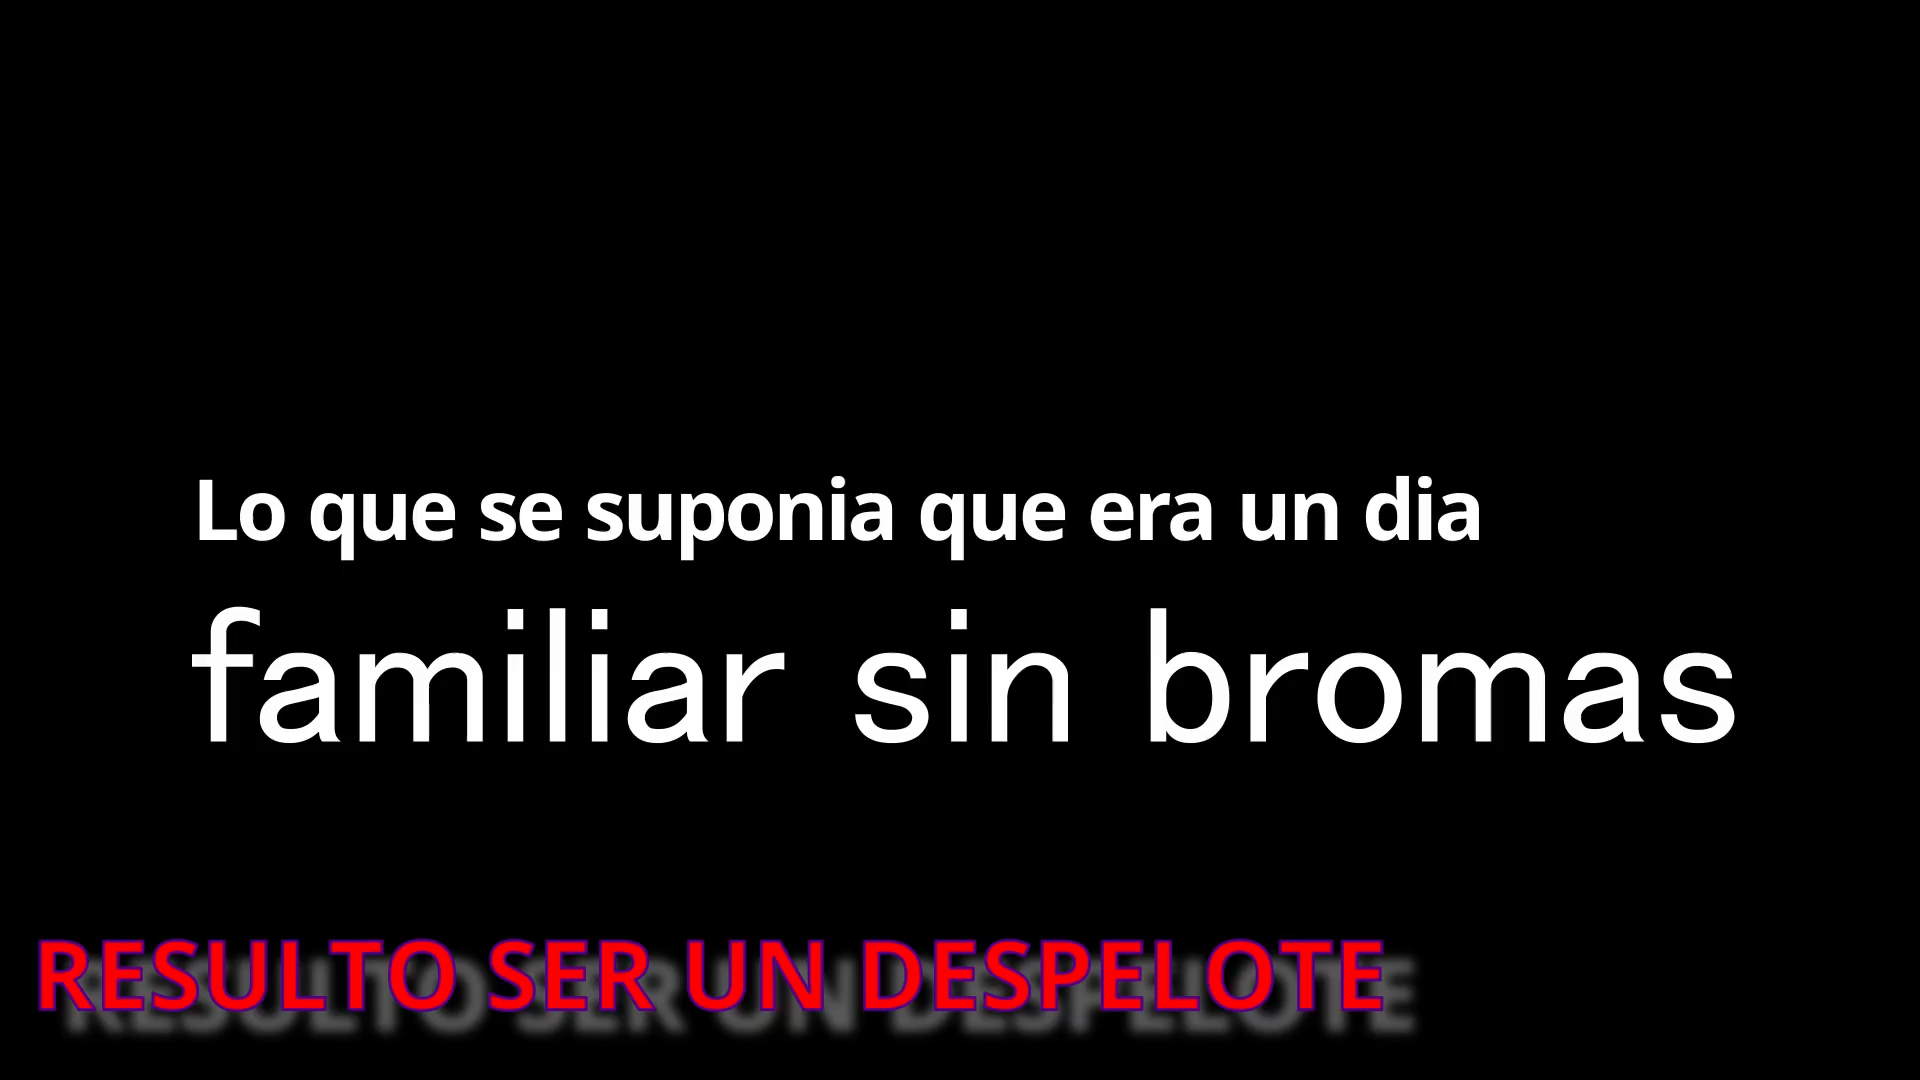 Lo que se suponia que era un dia
familiar sin bromas
RESULTO SER UN DESPELOTE